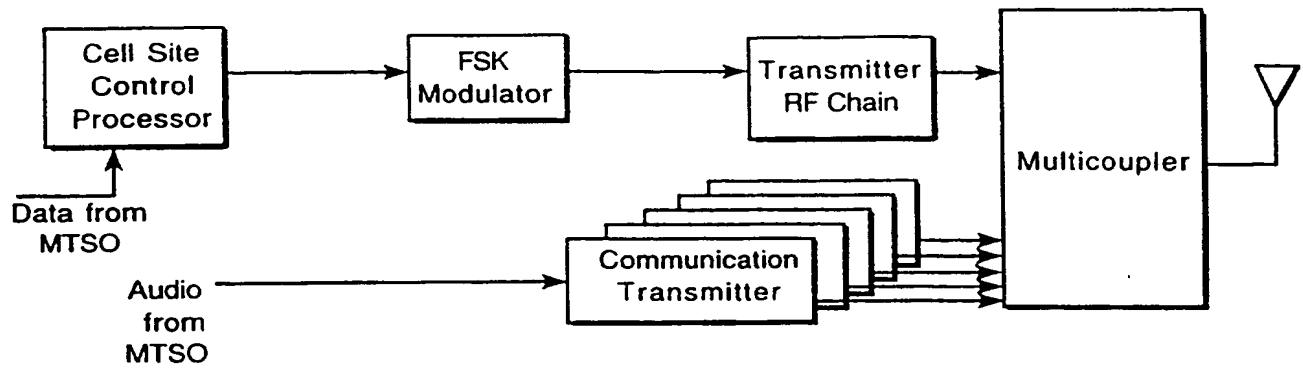 Cell Site
Control
Processor
FSK
Modulator
Transmitter
RF Chain
Multicoupler
Data from
MTSO
Communication
Transmitter
Audio
from
MTSO